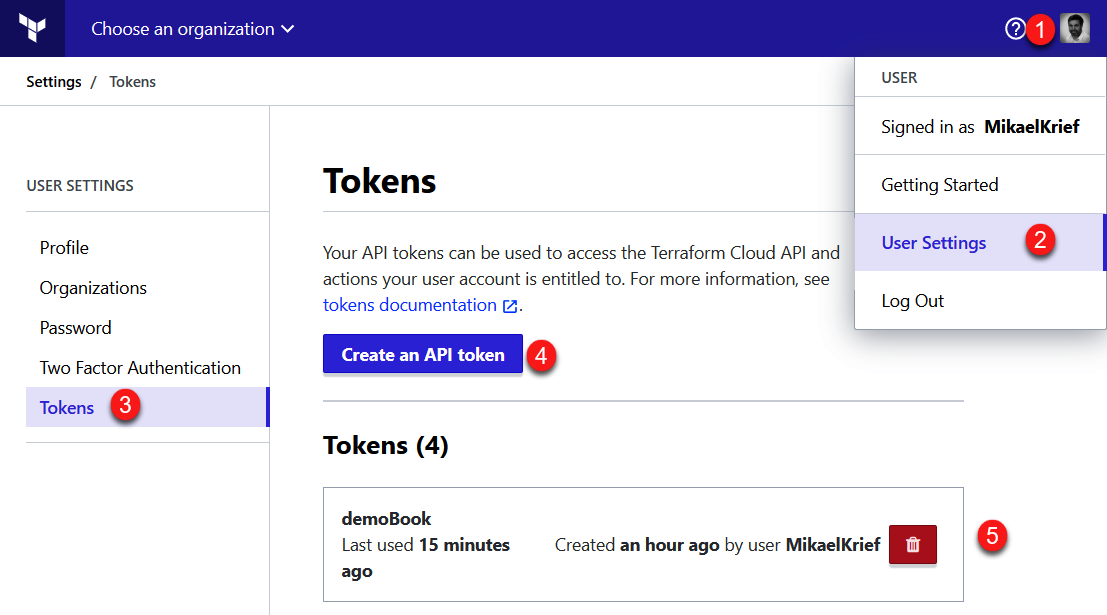 Choose an organization
? 1
Settings / Tokens
USER
Signed in as MikaelKrief
Getting Started
User Settings 2
Log Out
USER SETTINGS
Profile
Organizations
Password
Two Factor Authentication
Tokens 3
Tokens
Your API tokens can be used to access the Terraform Cloud API and
actions your user account is entitled to. For more information, see
tokens documentation .
Create an API token 4
Tokens (4)
demoBook
Last used 15 minutes
ago
Created an hour ago by user MikaelKrief
5